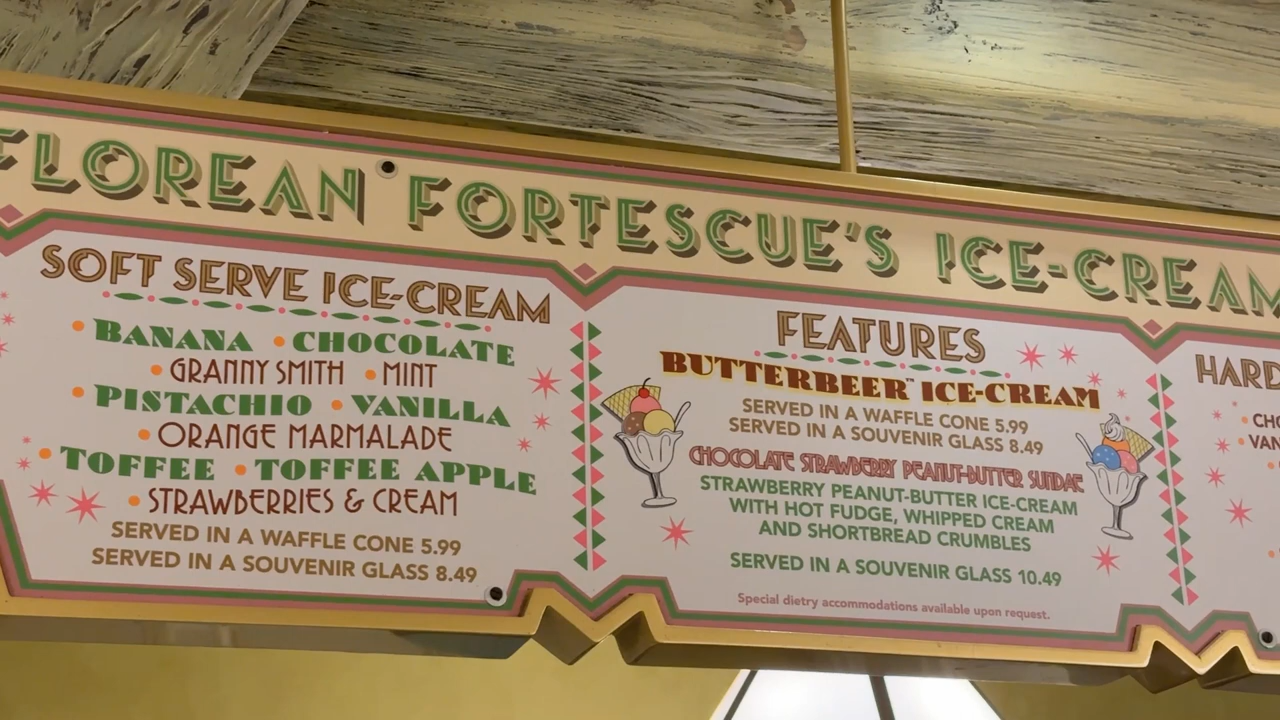 FLOREAN FORTESCUE'S ICE-CREAM
SOFT SERVE ICE-CREAM
• BANANA • CHOCOLATE
• GRANNY SMITH • MINT
• PISTACHIO • VANILLA
• ORANGE MARMALADE
• TOFFEE • TOFFEE APPLE
• STRAWBERRIES & CREAM
SERVED IN A WAFFLE CONE 5.99
SERVED IN A SOUVENIR GLASS 8.49
FEATURES
BUTTERBEER™ ICE-CREAM
SERVED IN A WAFFLE CONE 5.99
SERVED IN A SOUVENIR GLASS 8.49
CHOCOLATE STRAWBERRY PEANUT-BUTTER SUNDAE
STRAWBERRY PEANUT-BUTTER ICE-CREAM
WITH HOT FUDGE, WHIPPED CREAM
AND SHORTBREAD CRUMBLES
SERVED IN A SOUVENIR GLASS 10.49
Special dietry accommodations available upon request.
HARD
• CHO
• VAN